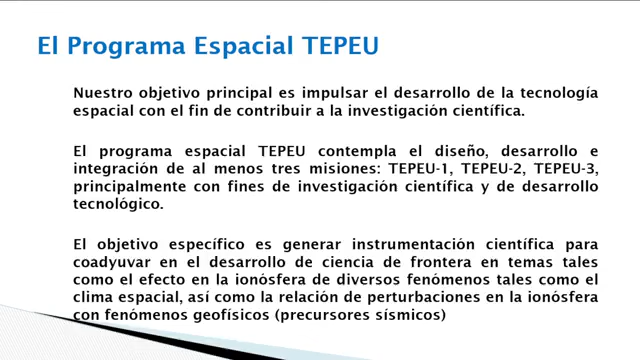 El Programa Espacial TEPEU
Nuestro objetivo principal es impulsar el desarrollo de la tecnología
espacial con el fin de contribuir a la investigación científica.
El programa espacial TEPEU contempla el diseño, desarrollo e
integración de al menos tres misiones: TEPEU-1, TEPEU-2, TEPEU-3,
principalmente con fines de investigación científica y de desarrollo
tecnológico.
El objetivo específico es generar instrumentación científica para
coadyuvar en el desarrollo de ciencia de frontera en temas tales
como el efecto en la ionósfera de diversos fenómenos tales como el
clima espacial, así como la relación de perturbaciones en la ionósfera
con fenómenos geofísicos (precursores sísmicos)